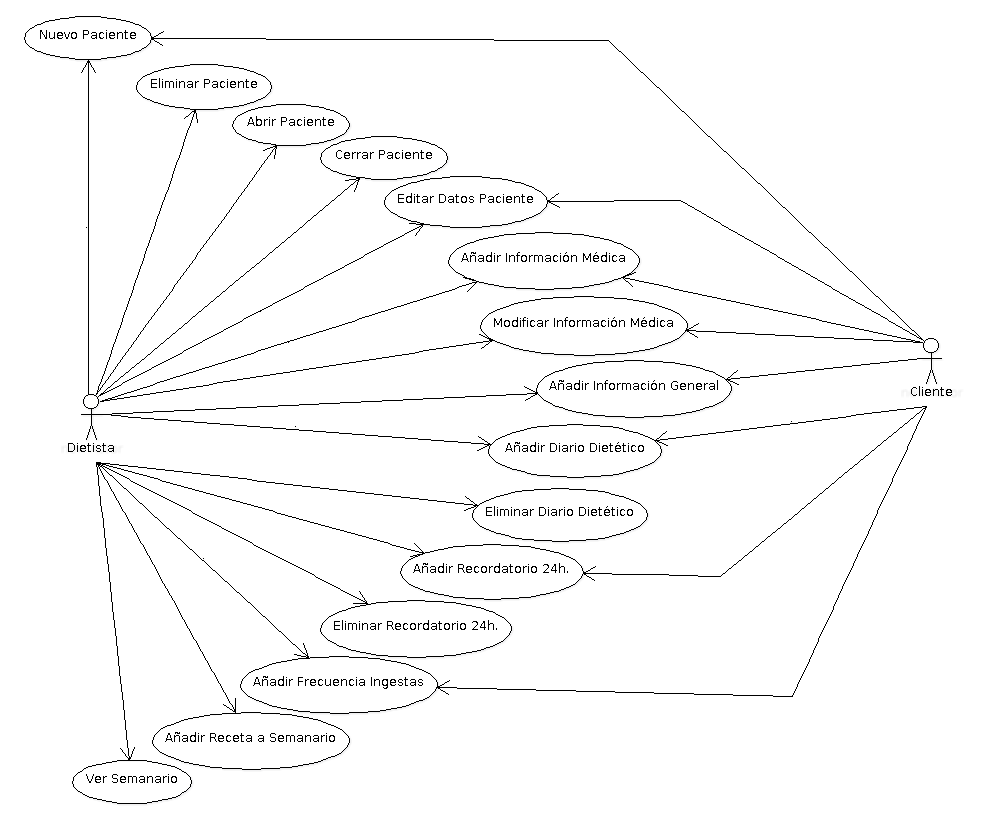 Nuevo Paciente
Eliminar Paciente
Abrir Paciente
Cerrar Paciente
Editar Datos Paciente
Añadir Información Médica
Modificar Información Médica
Añadir Información General
Cliente
Dietista
Añadir Diario Dietético
Eliminar Diario Dietético
Añadir Recordatorio 24h.
Eliminar Recordatorio 24h.
Añadir Frecuencia Ingestas
Añadir Receta a Semanario
Ver Semanario